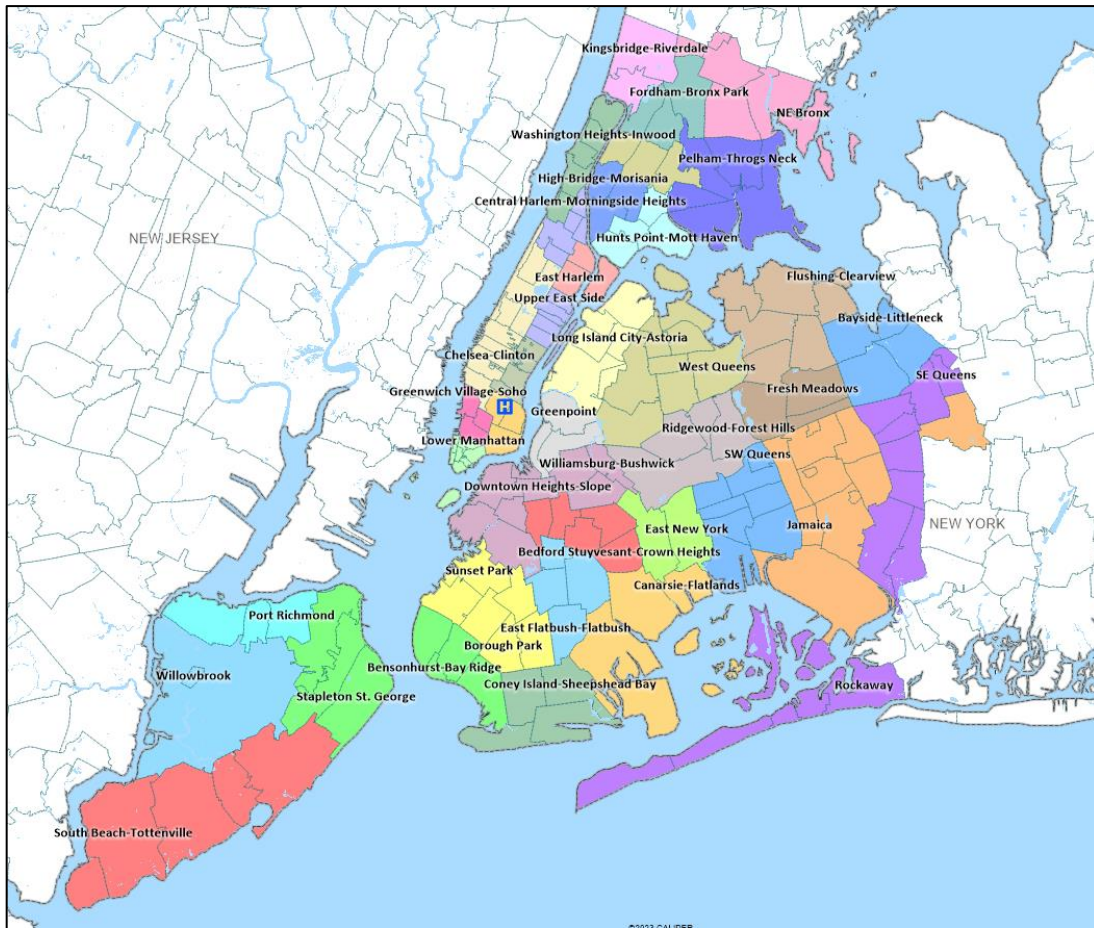 Kingsbridge-Riverdale
Fordham-Bronx Park
NE Bronx
Washington Heights-Inwood
Pelham-Throgs Neck
High-Bridge-Morisania
Central Harlem-Morningside Heights
NEW JERSEY
Hunts Point-Mott Haven
East Harlem
Flushing-Clearview
Upper East Side
Bayside-Littleneck
Long Island City-Astoria
Chelsea-Clinton
West Queens
SE Queens
Greenwich Village-Soho
Fresh Meadows
H
Greenpoint
Ridgewood-Forest Hills
Lower Manhattan
SW Queens
Williamsburg-Bushwick
Downtown Heights-Slope
East New York
Jamaica
NEW YORK
Bedford Stuyvesant-Crown Heights
Sunset Park
Canarsie-Flatlands
Port Richmond
East Flatbush-Flatbush
Borough Park
Bensonhurst-Bay Ridge
Willowbrook
Coney Island-Sheepshead Bay
Rockaway
Stapleton St. George
South Beach-Tottenville
©2023 CALIPER